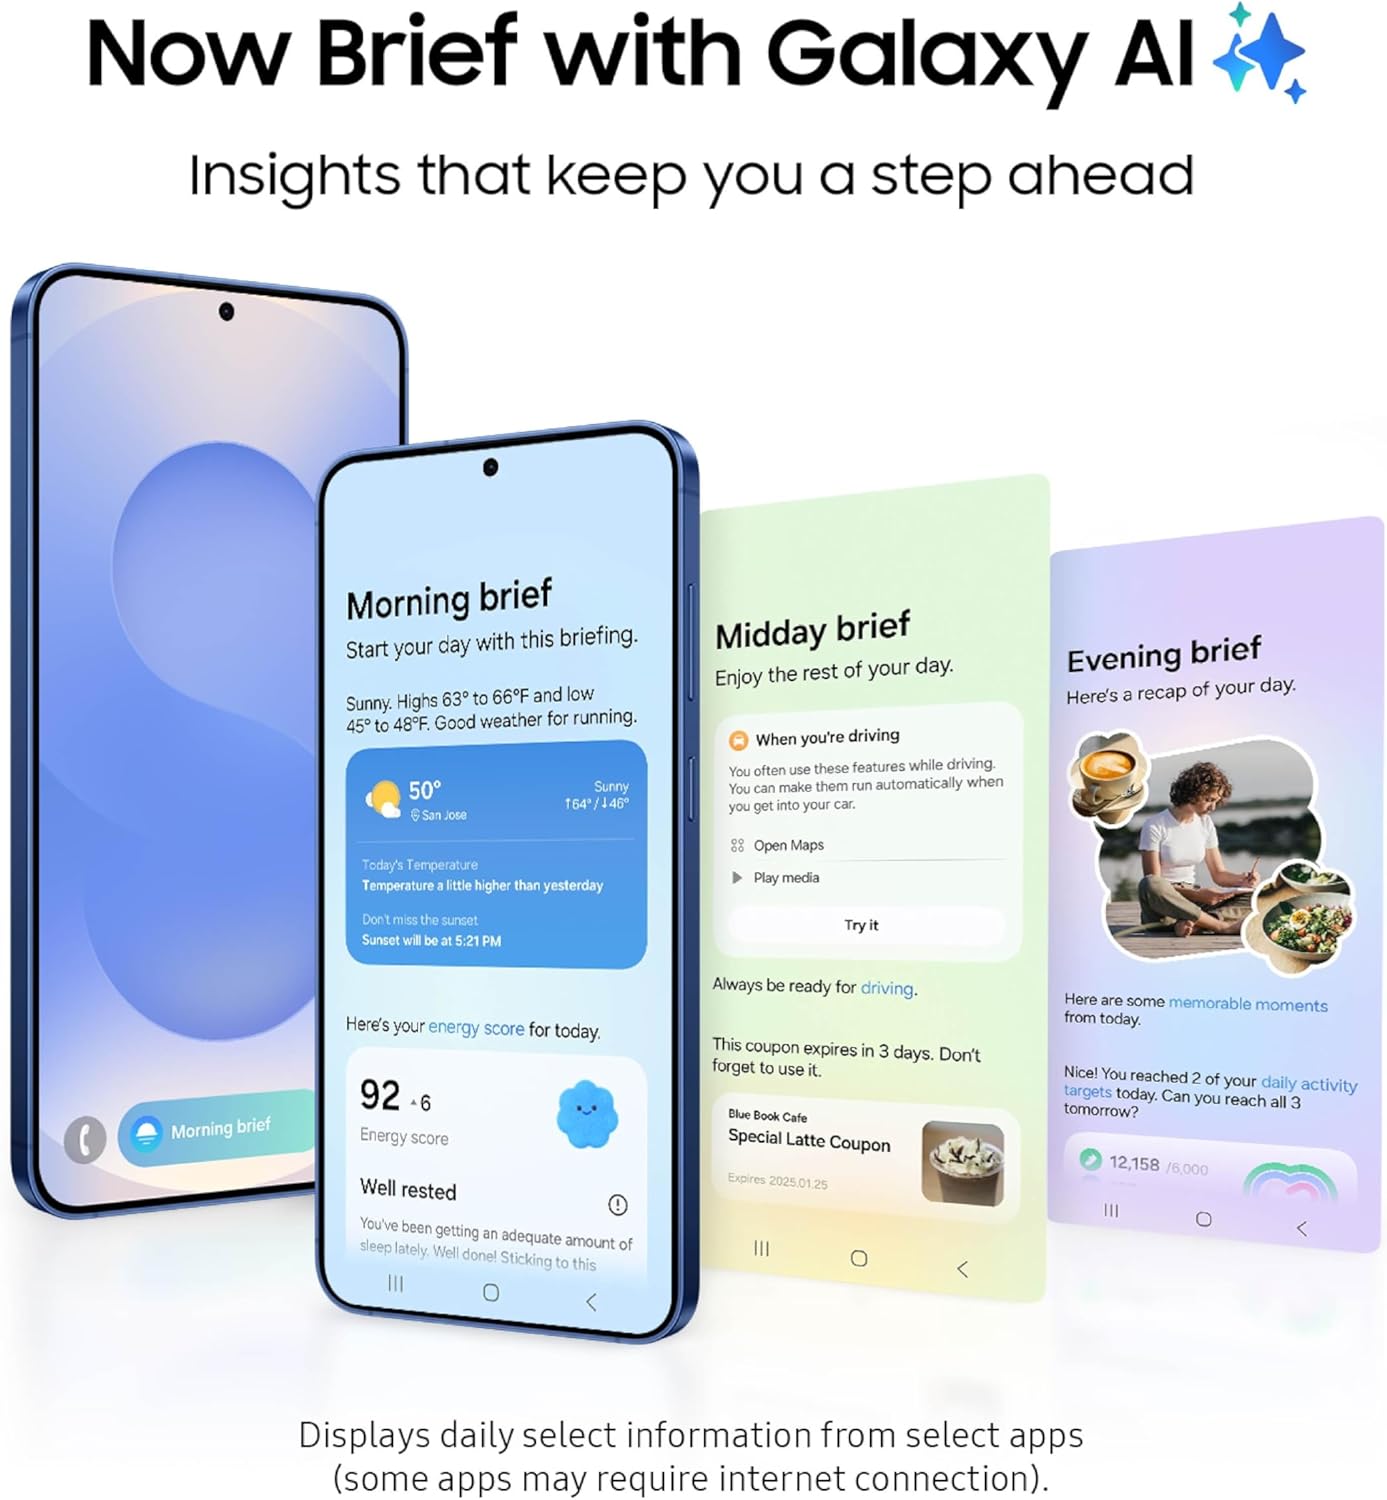 Now Brief with Galaxy AI
Insights that keep you a step ahead
Morning brief
Morning brief
Start your day with this briefing.
Sunny. Highs 63° to 66°F and low
45° to 48°F. Good weather for running.
50°
San Jose
Sunny
↑64°/↓46°
Today's Temperature
Temperature a little higher than yesterday
Don't miss the sunset
Sunset will be at 5:21 PM
Here's your energy score for today.
92 ▲6
Energy score
Well rested
You've been getting an adequate amount of
sleep lately. Well done! Sticking to this
Midday brief
Enjoy the rest of your day.
When you're driving
You often use these features while driving.
You can make them run automatically when
you get into your car.
Open Maps
Play media
Try it
Always be ready for driving.
This coupon expires in 3 days. Don't
forget to use it.
Blue Book Cafe
Special Latte Coupon
Expires 2025.01.25
Evening brief
Here's a recap of your day.
Here are some memorable moments
from today.
Nice! You reached 2 of your daily activity
targets today. Can you reach all 3
tomorrow?
12,158 /6,000
Displays daily select information from select apps
(some apps may require internet connection).